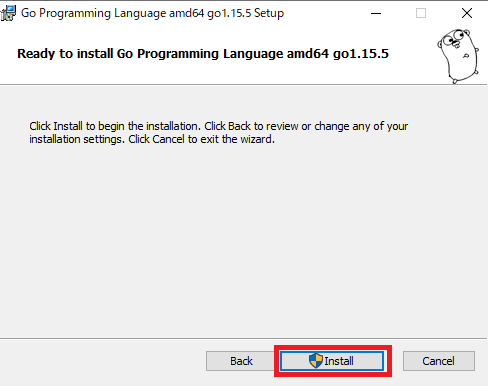 Go Programming Language amd64 go1.15.5 Setup
Ready to install Go Programming Language amd64 go1.15.5
Click Install to begin the installation. Click Back to review or change any of your
installation settings. Click Cancel to exit the wizard.
Back
Install
Cancel